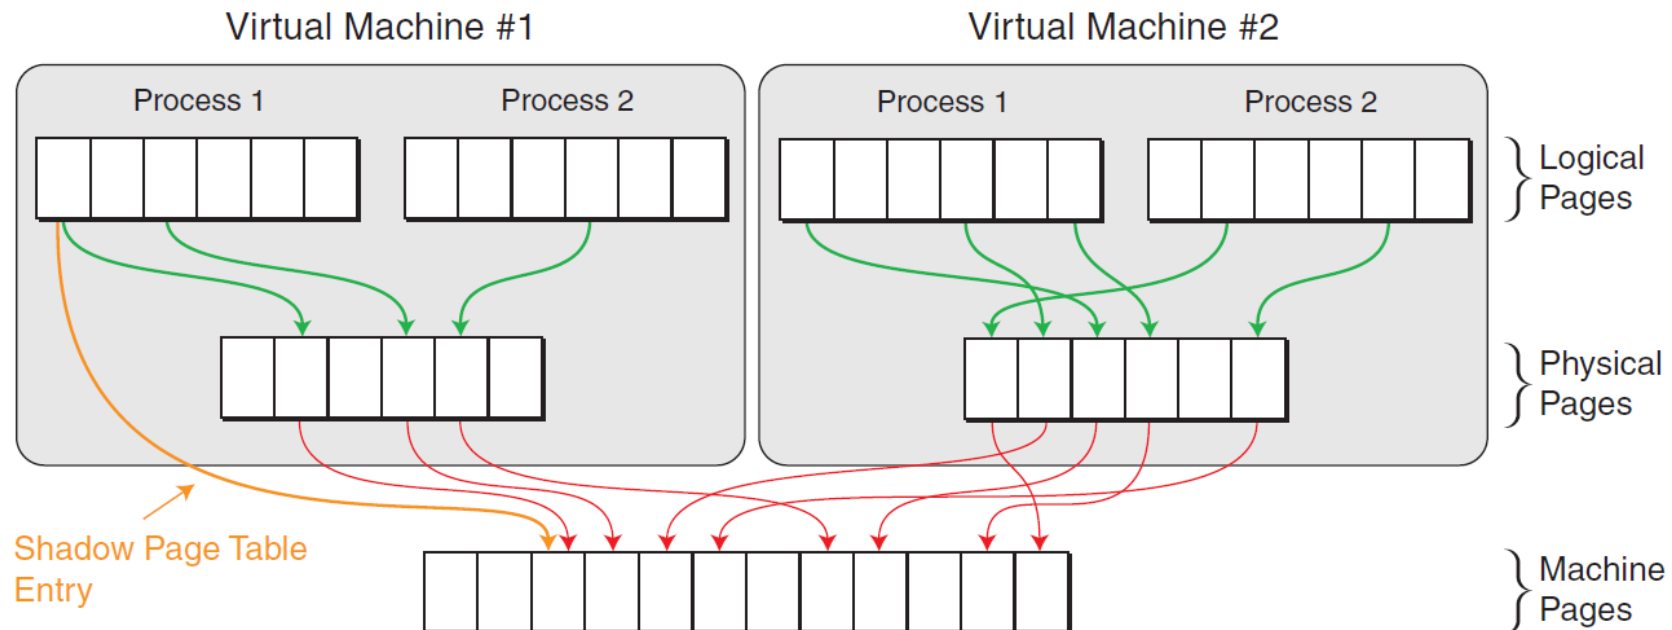 Virtual Machine #1
Virtual Machine #2
Process 1
Process 2
Process 1
Process 2
Logical
Pages
Physical
Pages
Shadow Page Table
Entry
Machine
Pages